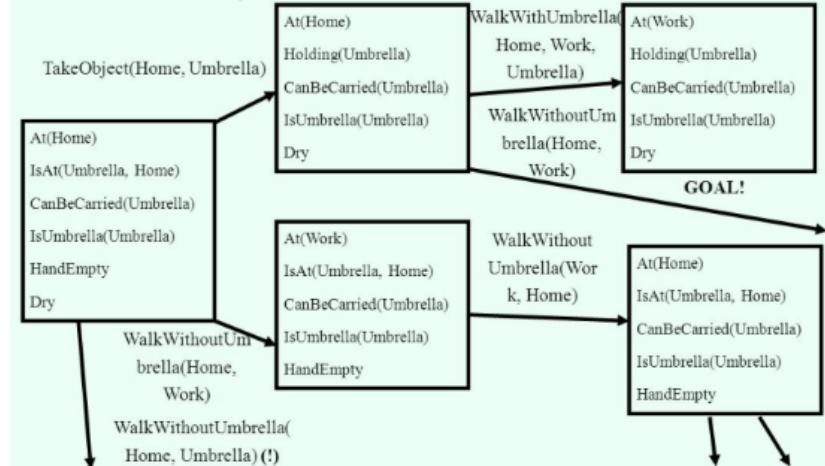 TakeObject(Home, Umbrella)
At(Home)
IsAt(Umbrella, Home)
CanBeCarried(Umbrella)
IsUmbrella(Umbrella)
HandEmpty
Dry
At(Home)
Holding(Umbrella)
CanBeCarried(Umbrella)
IsUmbrella(Umbrella)
Dry
WalkWithUmbrella(
Home, Work,
Umbrella)
WalkWithoutUm
brella(Home,
Work)
At(Work)
Holding(Umbrella)
CanBeCarried(Umbrella)
IsUmbrella(Umbrella)
Dry
GOAL!
WalkWithoutUm
brella(Home,
Work)
WalkWithoutUmbrella(
Home, Umbrella) (!)
At(Work)
IsAt(Umbrella, Home)
CanBeCarried(Umbrella)
IsUmbrella(Umbrella)
HandEmpty
WalkWithout
Umbrella(Wor
k, Home)
At(Home)
IsAt(Umbrella, Home)
CanBeCarried(Umbrella)
IsUmbrella(Umbrella)
HandEmpty